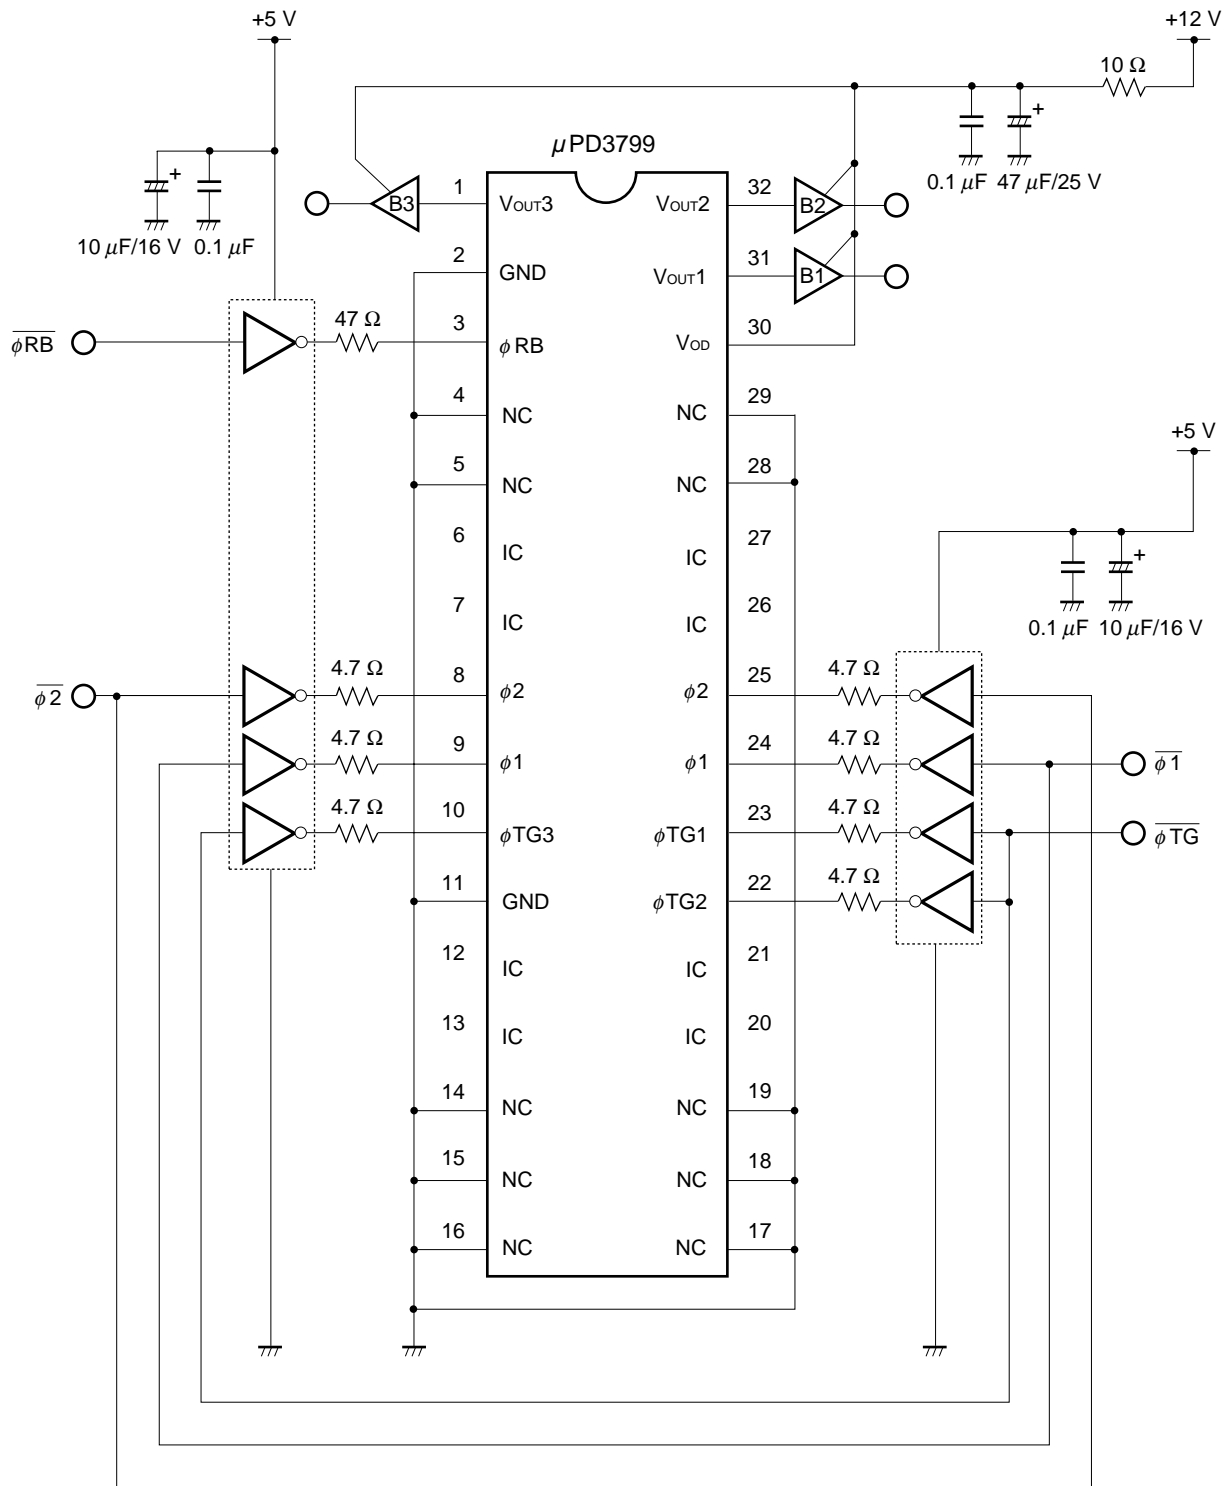 +5 V
+12 V
10 Ω
μPD3799
+
+
10 μF/16 V
0.1 μF
0.1 μF
47 μF/25 V
B3
1
VOUT3
VOUT2
32
B2
2
GND
VOUT1
31
B1
φRB
47 Ω
3
φRB
VOD
30
4
NC
NC
29
+5 V
5
NC
NC
28
6
IC
IC
27
+
0.1 μF
10 μF/16 V
7
IC
IC
26
φ2
4.7 Ω
8
φ2
φ2
25
4.7 Ω
4.7 Ω
9
φ1
φ1
24
4.7 Ω
φ1
4.7 Ω
10
φTG3
φTG1
23
4.7 Ω
φTG
11
GND
φTG2
22
4.7 Ω
12
IC
IC
21
13
IC
IC
20
14
NC
NC
19
15
NC
NC
18
16
NC
NC
17